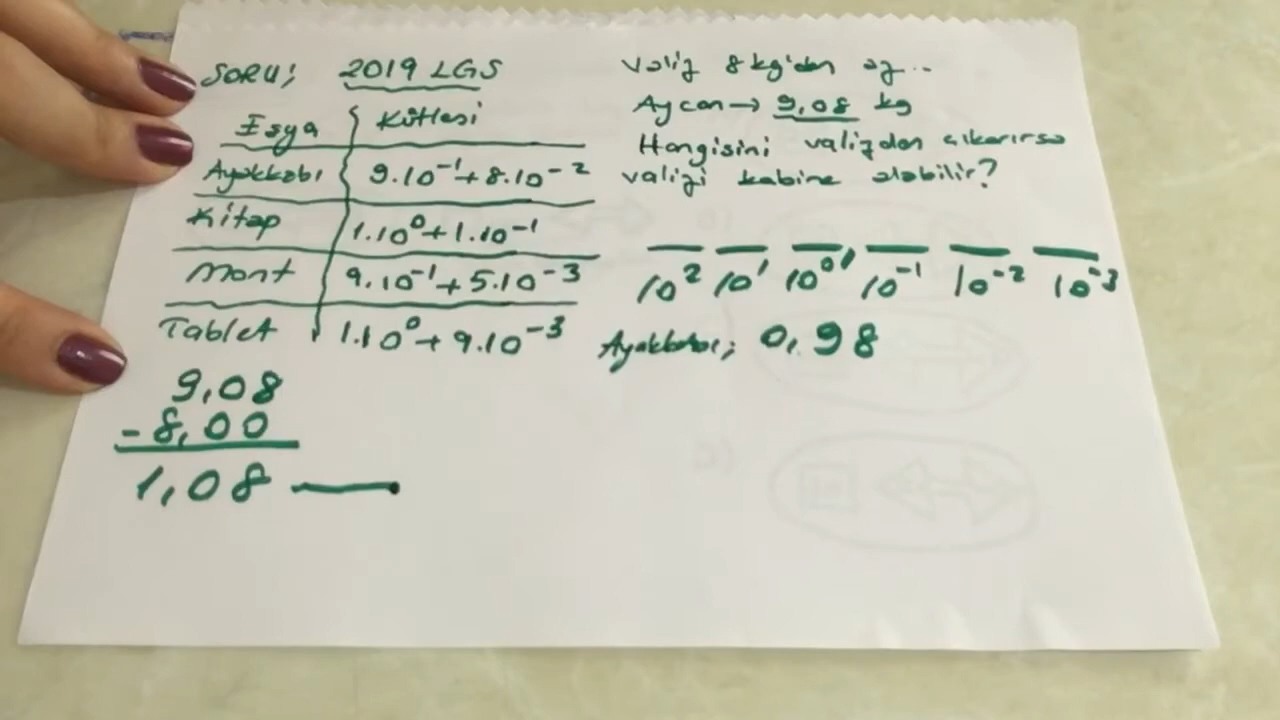 SORU; 2019 LGS
Eşya Kütlesi
Ayakkabı 9.10⁻¹+8.10⁻²
Kitap 1.10⁰+1.10⁻¹
Mont 9.10⁻¹+5.10⁻³
Tablet 1.10⁰+9.10⁻³
9,08
- 8,00
1,08
Valiz 8 kg'dan az..
Aycan→ 9,08 kg
Hangisini valizden çıkarırsa
valizi kabine alabilir?
10² 10¹ 10⁰, 10⁻¹ 10⁻² 10⁻³
Ayakkabı; 0,98